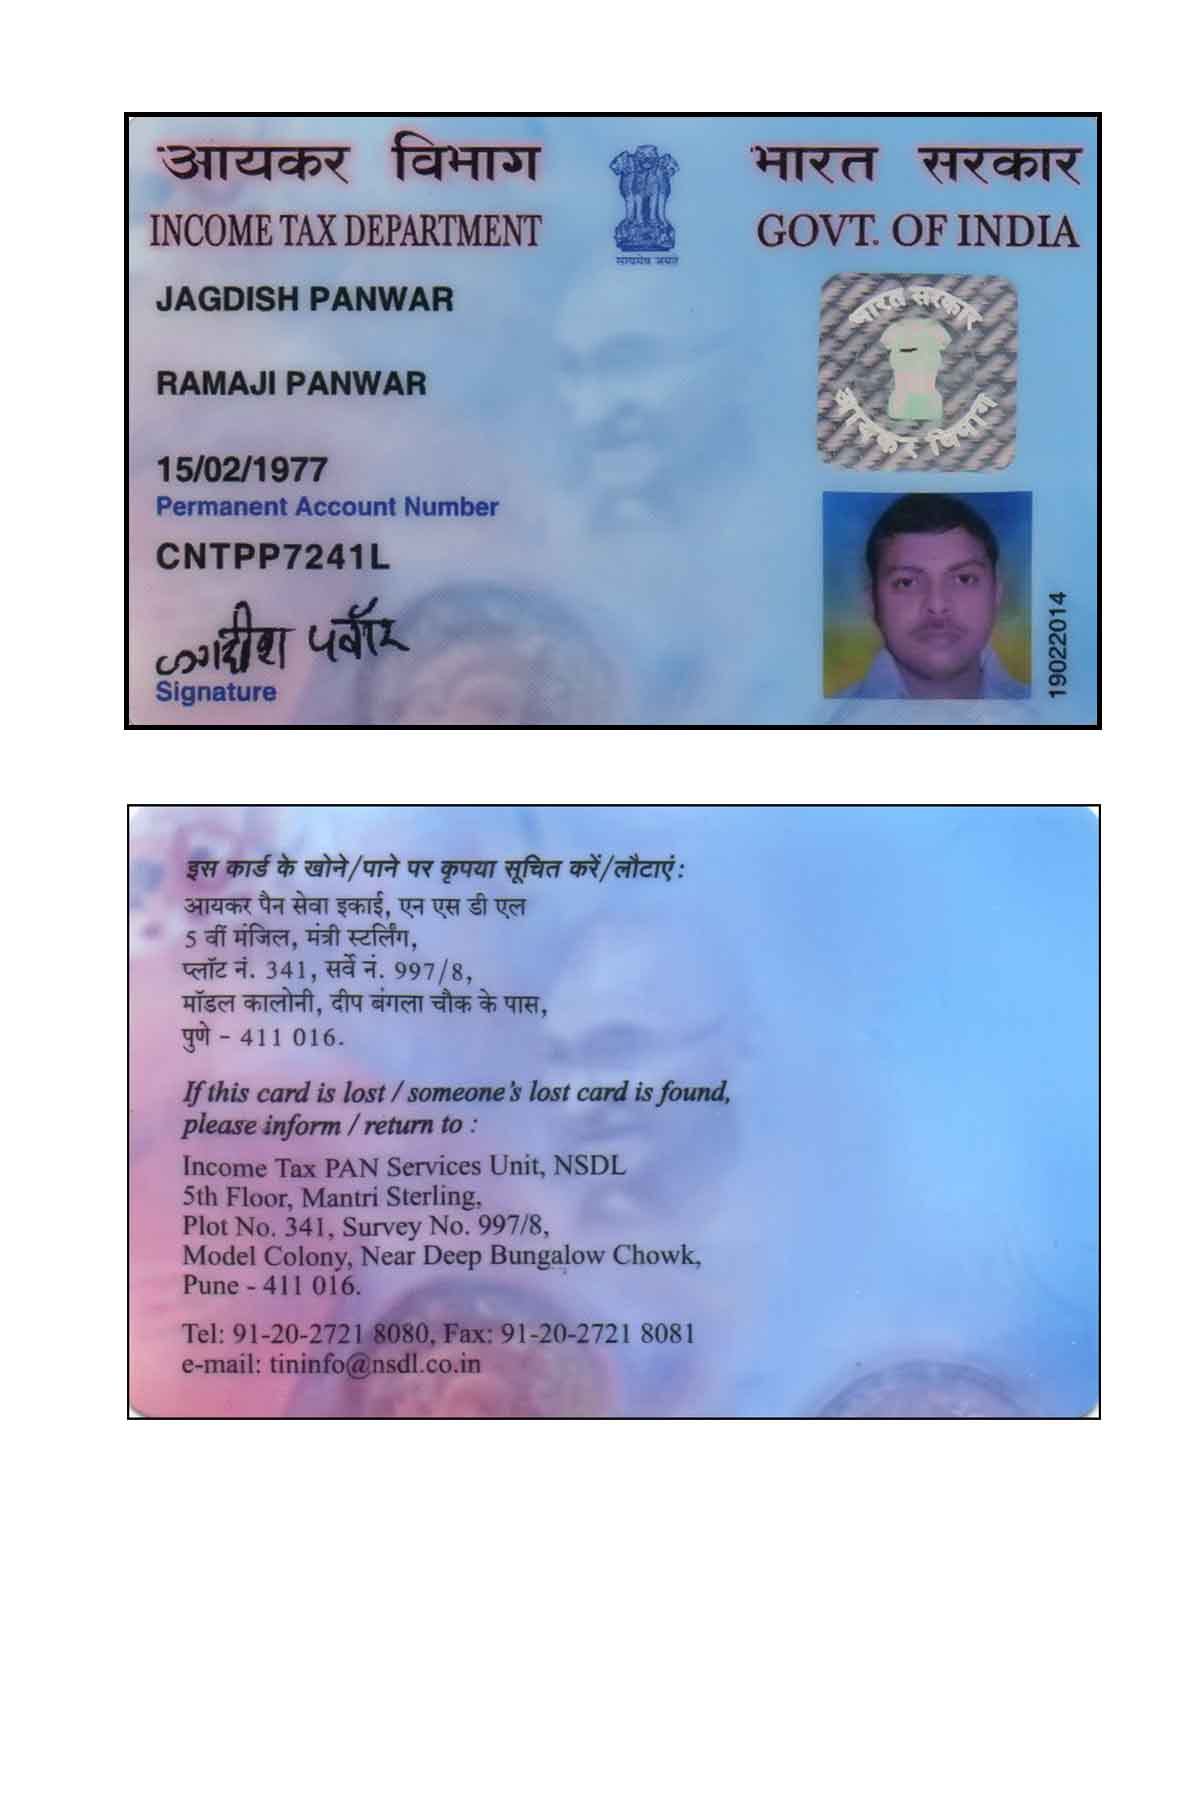 आयकर विभाग
INCOME TAX DEPARTMENT
सत्यमेव जयते
भारत सरकार
GOVT. OF INDIA
JAGDISH PANWAR
RAMAJI PANWAR
15/02/1977
Permanent Account Number
CNTPP7241L
जगदीश पवॉर
Signature
भारत सरकार
आयकर विभाग
19022014
इस कार्ड के खोने/पाने पर कृपया सूचित करें/लौटाएं:
आयकर पैन सेवा इकाई, एन एस डी एल
5 वीं मंजिल, मंत्री स्टर्लिंग,
प्लॉट नं. 341, सर्वे नं. 997/8,
मॉडल कालोनी, दीप बंगला चौक के पास,
पुणे - 411 016.
If this card is lost / someone's lost card is found,
please inform / return to :
Income Tax PAN Services Unit, NSDL
5th Floor, Mantri Sterling,
Plot No. 341, Survey No. 997/8,
Model Colony, Near Deep Bungalow Chowk,
Pune - 411 016.
Tel: 91-20-2721 8080, Fax: 91-20-2721 8081
e-mail: tininfo@nsdl.co.in